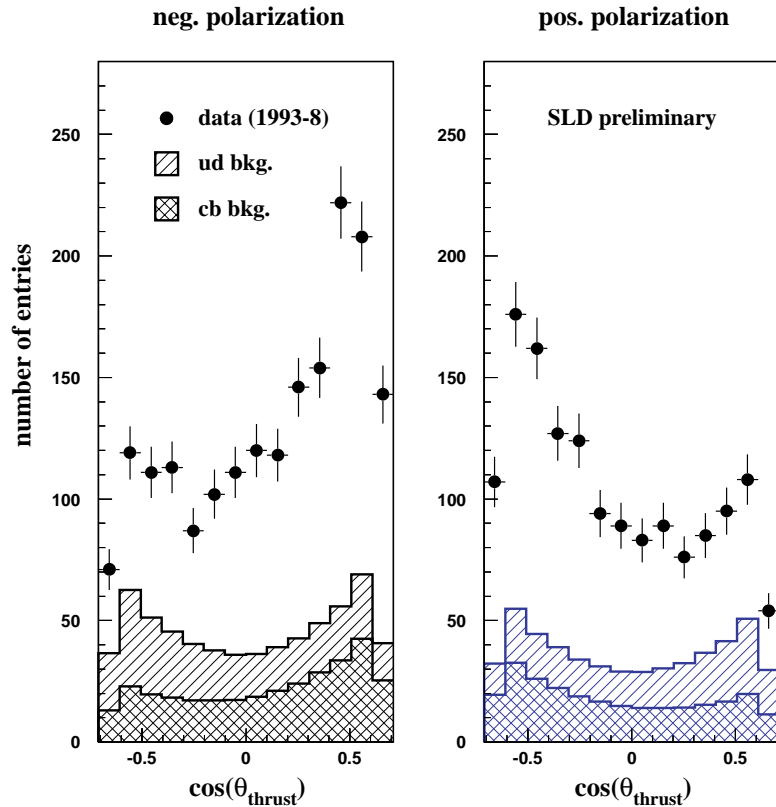 neg. polarization
pos. polarization
number of entries
250
200
150
100
50
0
data (1993-8)
ud bkg.
cb bkg.
-0.5 0 0.5
cos(θthrust)
250
200
150
100
50
0
SLD preliminary
-0.5 0 0.5
cos(θthrust)